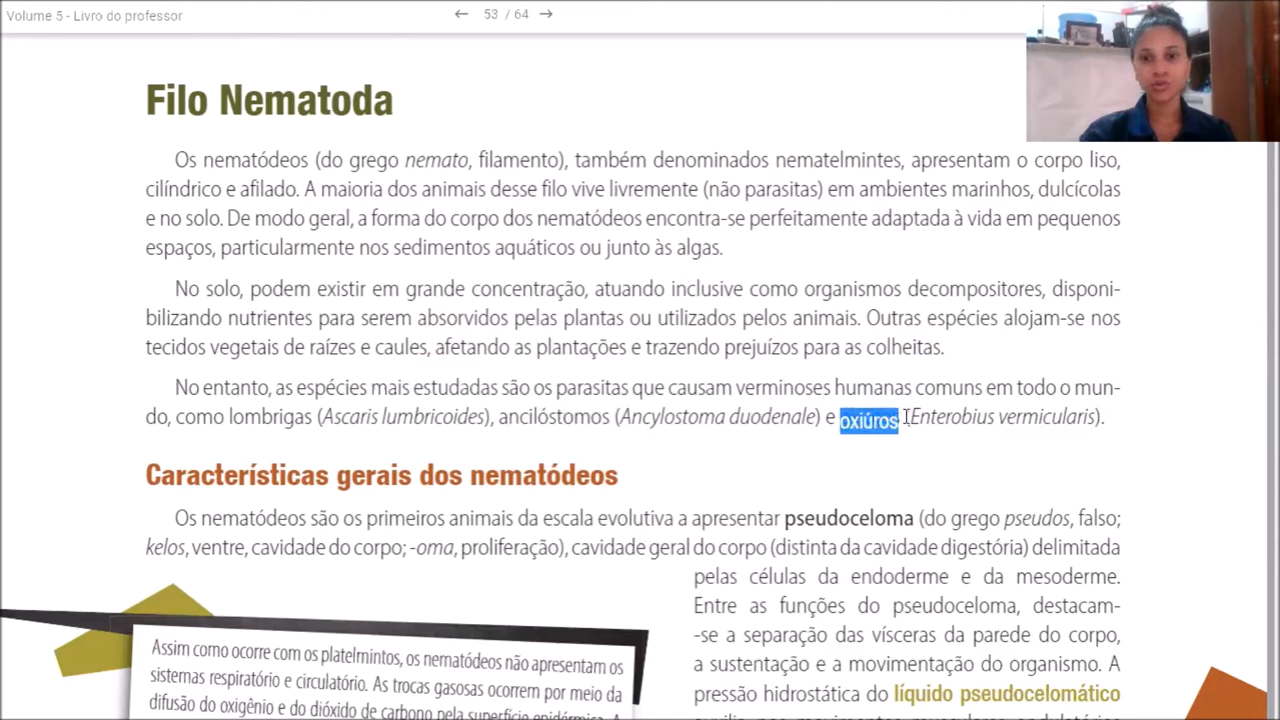 Volume 5 - Livro do professor
← 53 / 64 →
Filo Nematoda
Os nematódeos (do grego nemato, filamento), também denominados nematelmintes, apresentam o corpo liso,
cilíndrico e afilado. A maioria dos animais desse filo vive livremente (não parasitas) em ambientes marinhos, dulcícolas
e no solo. De modo geral, a forma do corpo dos nematódeos encontra-se perfeitamente adaptada à vida em pequenos
espaços, particularmente nos sedimentos aquáticos ou junto às algas.
No solo, podem existir em grande concentração, atuando inclusive como organismos decompositores, disponi-
bilizando nutrientes para serem absorvidos pelas plantas ou utilizados pelos animais. Outras espécies alojam-se nos
tecidos vegetais de raízes e caules, afetando as plantações e trazendo prejuízos para as colheitas.
No entanto, as espécies mais estudadas são os parasitas que causam verminoses humanas comuns em todo o mun-
do, como lombrigas (Ascaris lumbricoides), ancilóstomos (Ancylostoma duodenale) e oxiúros (Enterobius vermicularis).
Características gerais dos nematódeos
Os nematódeos são os primeiros animais da escala evolutiva a apresentar pseudoceloma (do grego pseudos, falso;
kelos, ventre, cavidade do corpo; -oma, proliferação), cavidade geral do corpo (distinta da cavidade digestória) delimitada
pelas células da endoderme e da mesoderme.
Entre as funções do pseudoceloma, destacam-
-se a separação das vísceras da parede do corpo,
a sustentação e a movimentação do organismo. A
pressão hidrostática do líquido pseudocelomático
Assim como ocorre com os platelmintos, os nematódeos não apresentam os
sistemas respiratório e circulatório. As trocas gasosas ocorrem por meio da
difusão do oxigênio e do dióxido de carbono pela superfície epidérmica. A